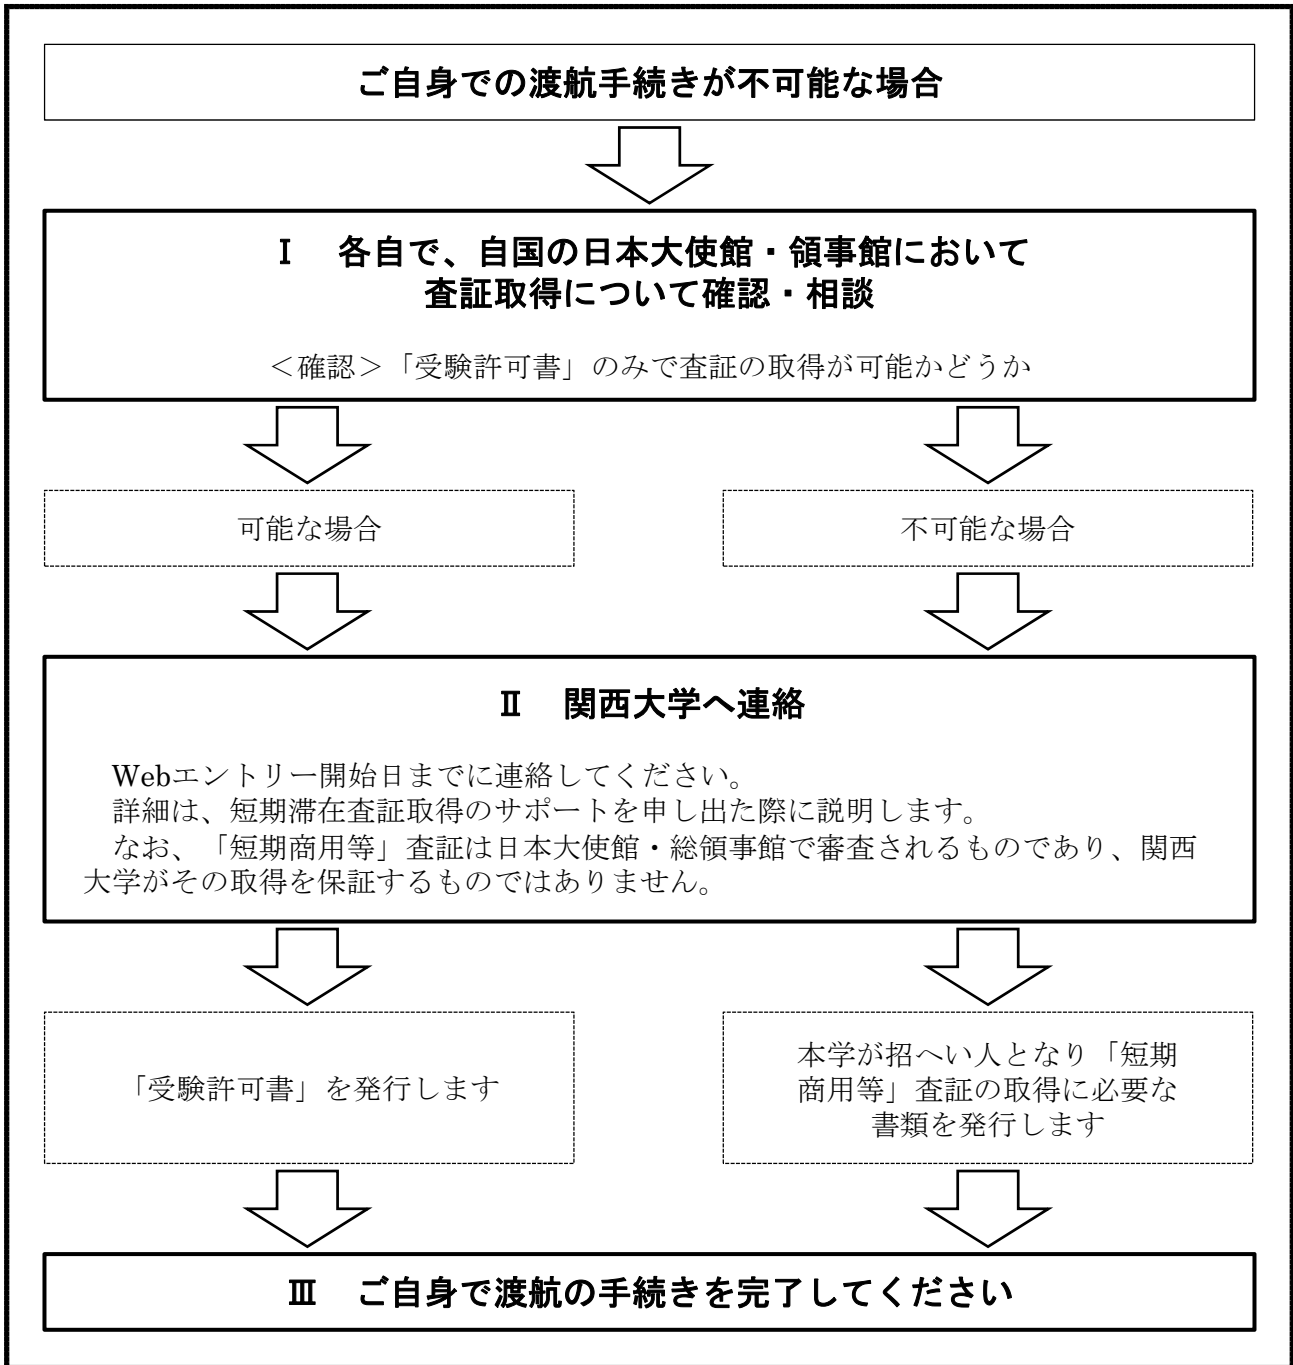 ご自身での渡航手続きが不可能な場合
Ⅰ　各自で、自国の日本大使館・領事館において
査証取得について確認・相談
＜確認＞「受験許可書」のみで査証の取得が可能かどうか
可能な場合
不可能な場合
Ⅱ　関西大学へ連絡
Webエントリー開始日までに連絡してください。
詳細は、短期滞在査証取得のサポートを申し出た際に説明します。
なお、「短期商用等」査証は日本大使館・総領事館で審査されるものであり、関西
大学がその取得を保証するものではありません。
「受験許可書」を発行します
本学が招へい人となり「短期
商用等」査証の取得に必要な
書類を発行します
Ⅲ　ご自身で渡航の手続きを完了してください